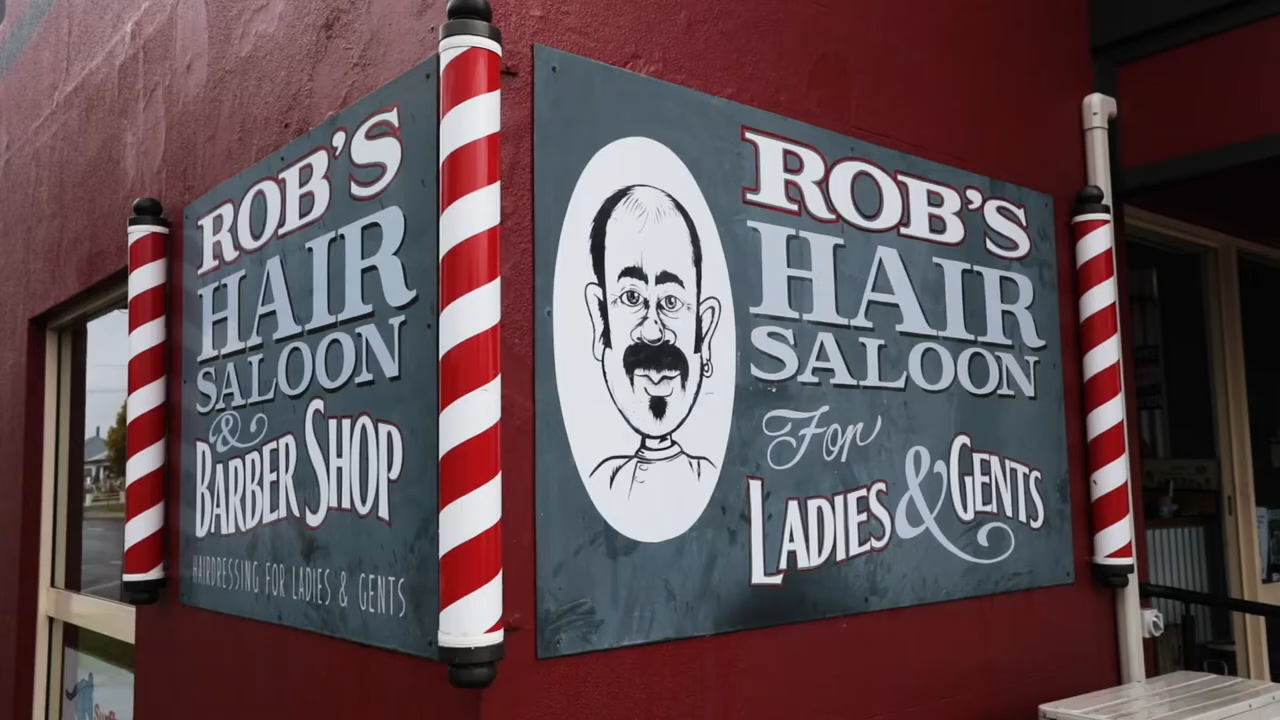 ROB'S
HAIR
SALOON
&
BARBER SHOP
HAIRDRESSING FOR LADIES & GENTS
ROB'S
HAIR
SALOON
For
LADIES & GENTS